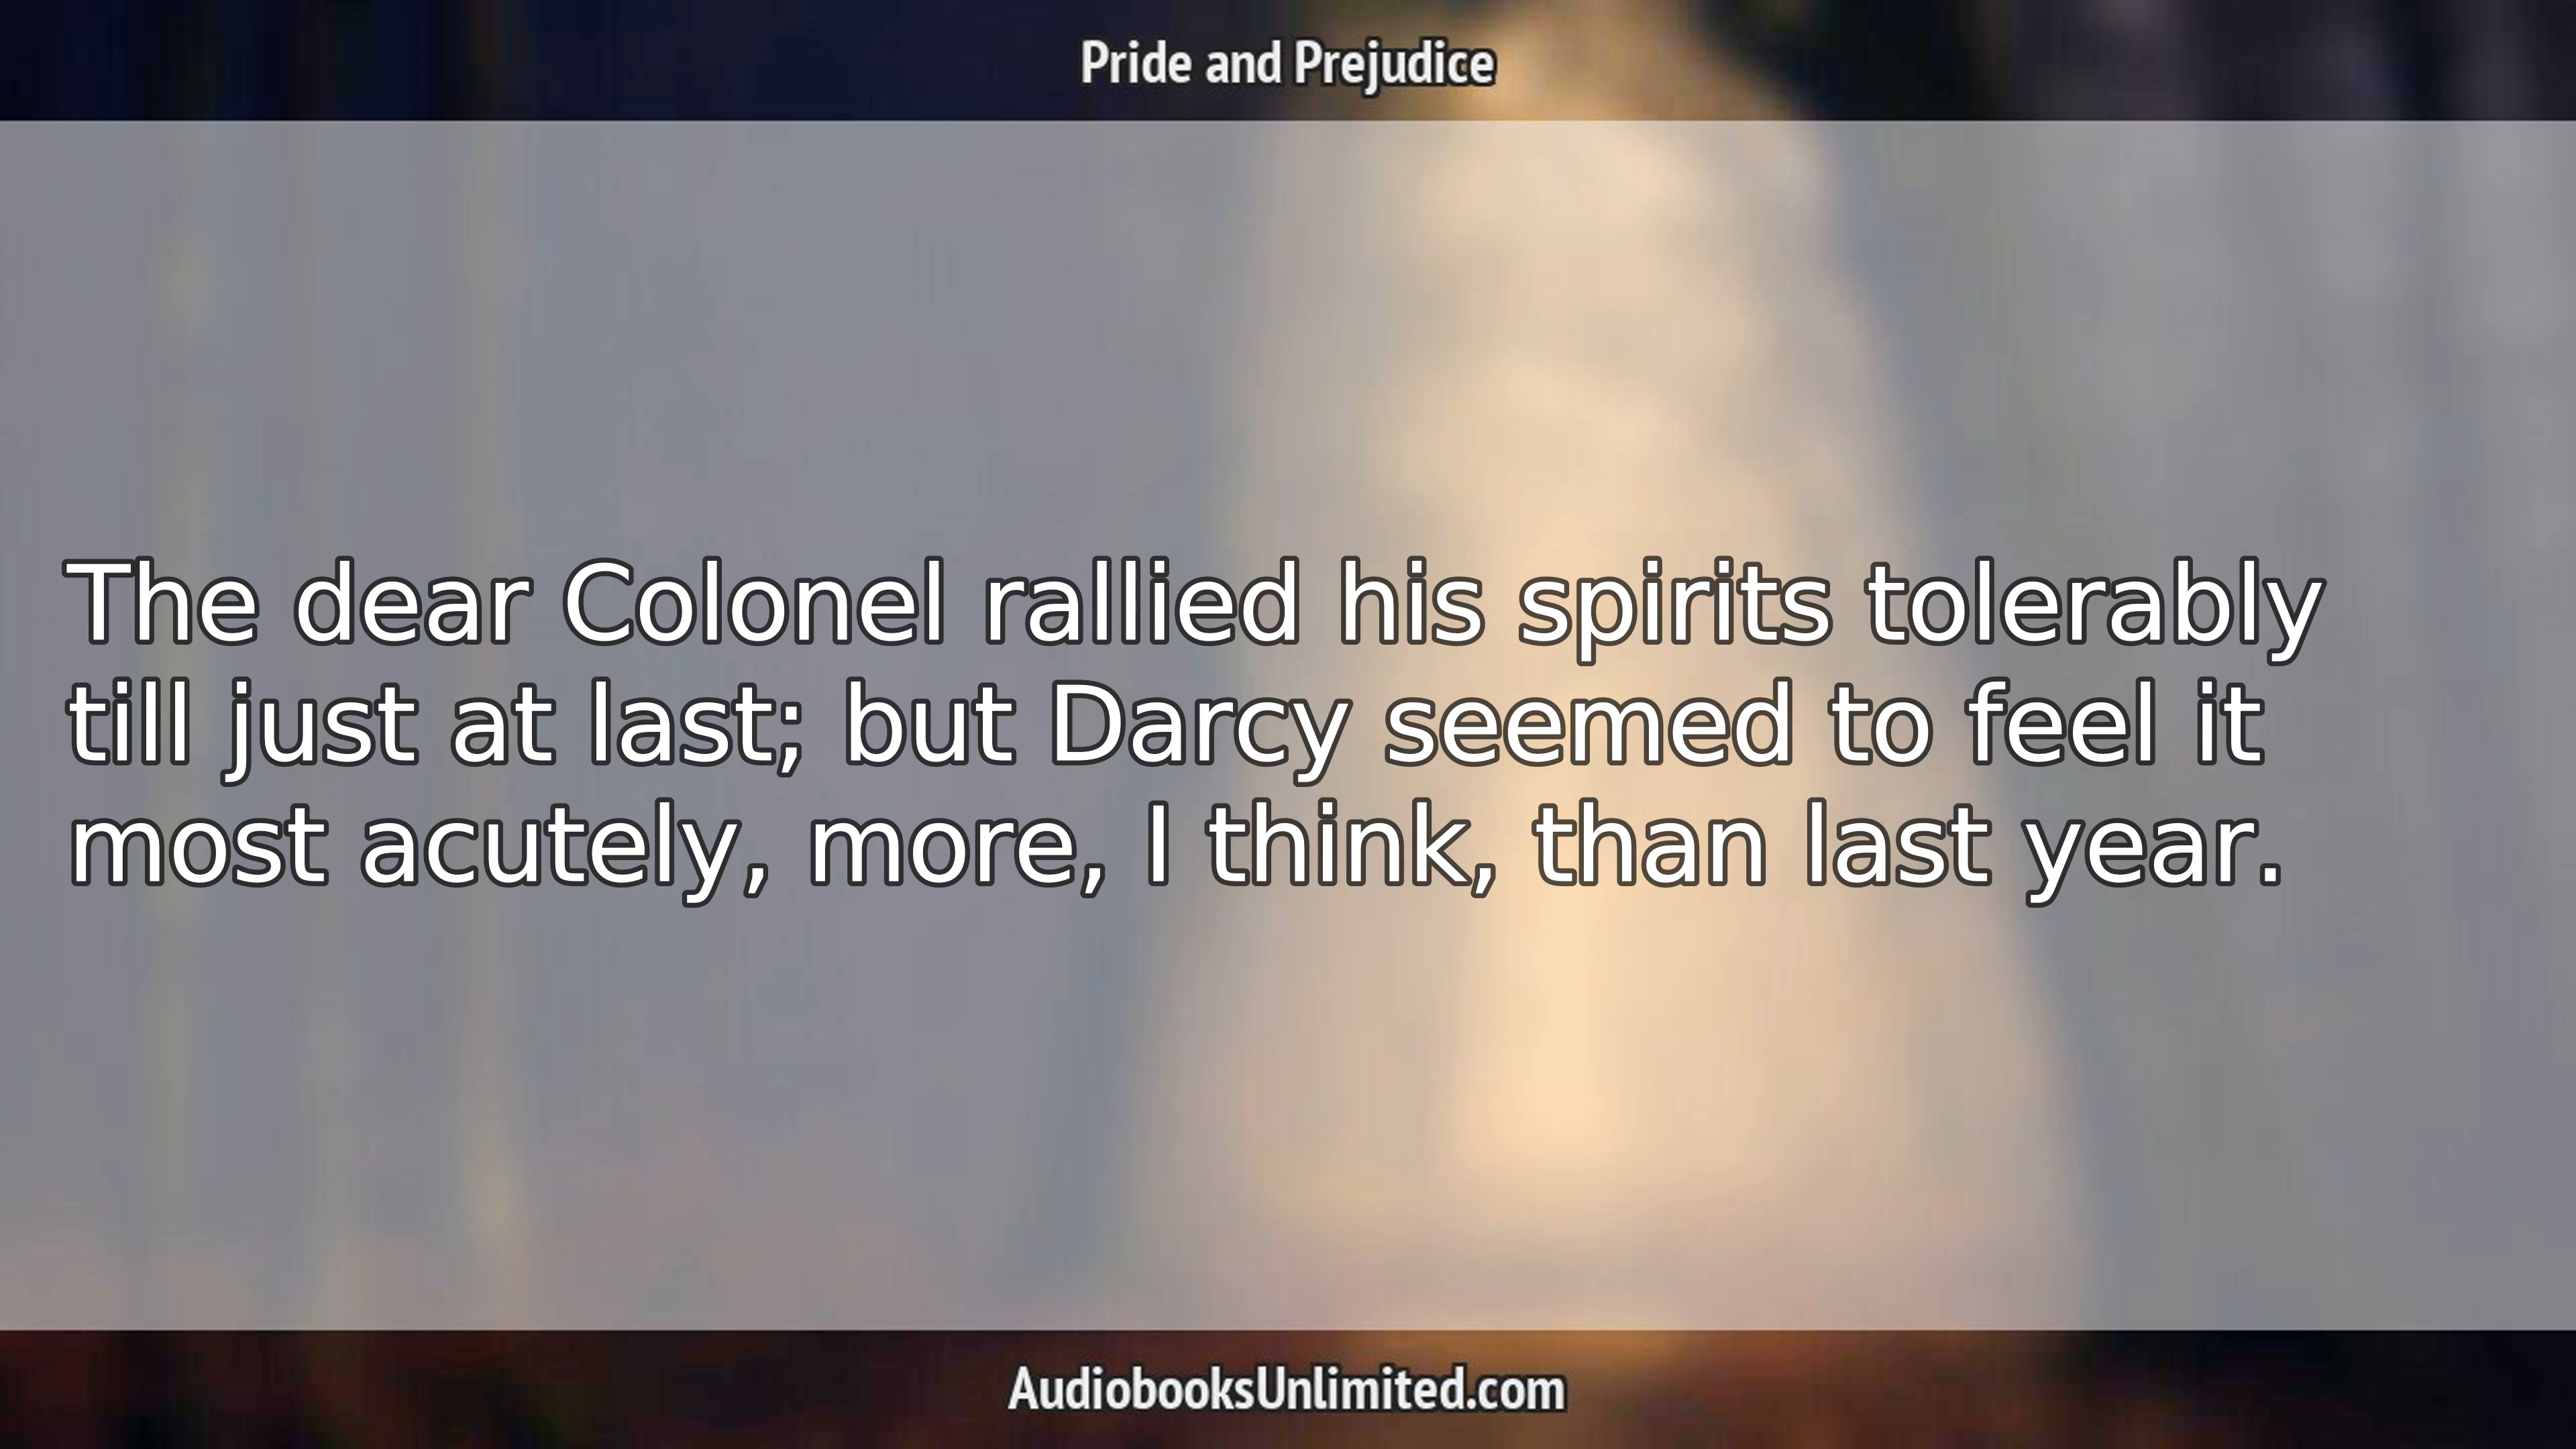 Pride and Prejudice
The dear Colonel rallied his spirits tolerably
till just at last; but Darcy seemed to feel it
most acutely, more, I think, than last year.
AudiobooksUnlimited.com